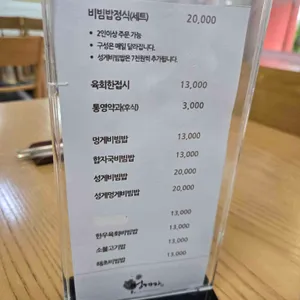 비빔밥정식(세트) 20,000
• 2인이상 주문 가능
• 구성은 매일 달라집니다.
• 성게비빔밥은 7천원씩 추가됩니다.
육회한접시 13,000
통영약과(후식) 3,000
멍게비빔밥 13,000
합자국비빔밥 13,000
성게비빔밥 20,000
성게멍게비빔밥 20,000
13,000
한우육회비빔밥 13,000
소불고기밥 13,000
해초비빔밥 13,000